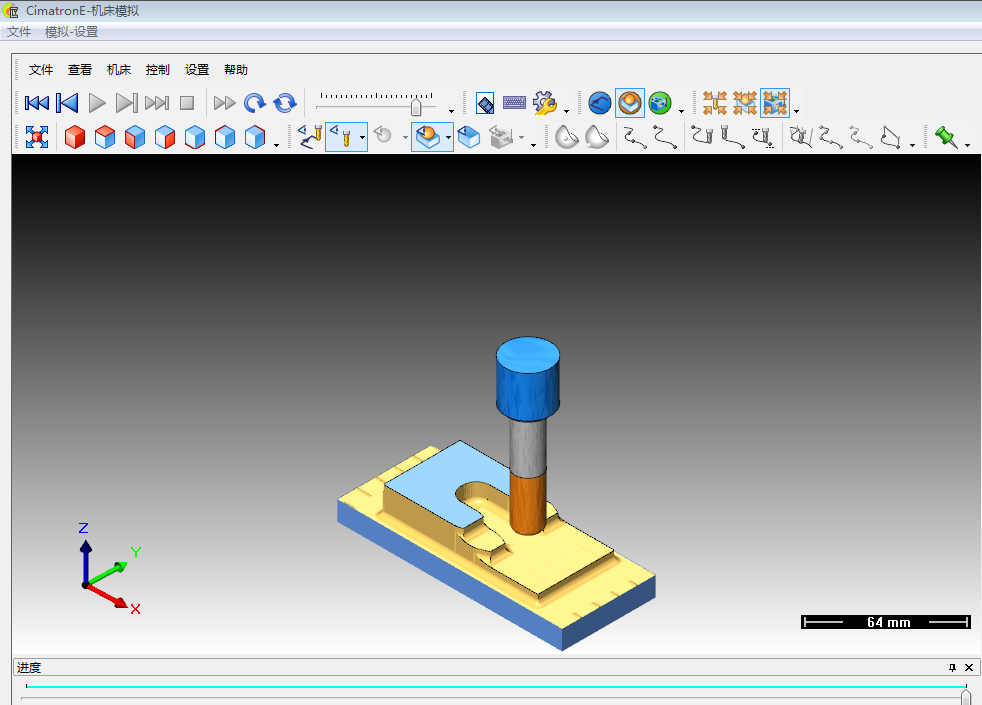 CimatronE-机床模拟
文件 模拟-设置
文件 查看 机床 控制 设置 帮助
Z
Y
X
64 mm
进度